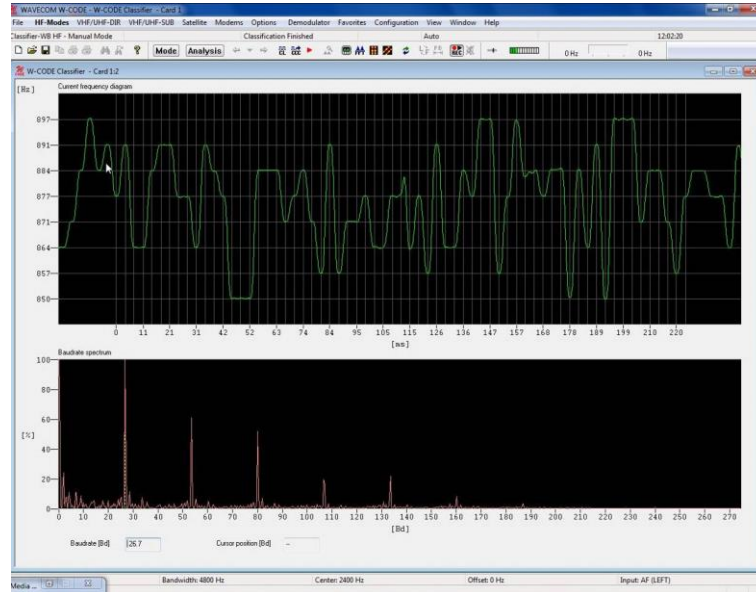 WAVECOM W-CODE - W-Code Classifier - Card 1
File HF-Modes VHF/UHF-DIR VHF/UHF-SUB Satellite Modems Options Demodulator Favorites Configuration View Window Help
Classifier-WB HF - Manual Mode Classification Finished Auto 12:02:20
Mode Analysis REC 0 Hz 0 Hz
W-CODE Classifier - Card 1:2
[Hz] Current frequency diagram
897
891
884
877
871
864
857
850
0 11 21 31 42 52 63 74 84 95 105 115 126 136 147 157 168 178 189 199 210 220
[ms]
Baudrate spectrum
100
80
60
[%]
40
20
0
0 10 20 30 40 50 60 70 80 90 100 110 120 130 140 150 160 170 180 190 200 210 220 230 240 250 260 270
[Bd]
Baudrate [Bd] 26.7 Cursor position [Bd] --
Media ... Bandwidth: 4800 Hz Center: 2400 Hz Offset: 0 Hz Input: AF (LEFT)